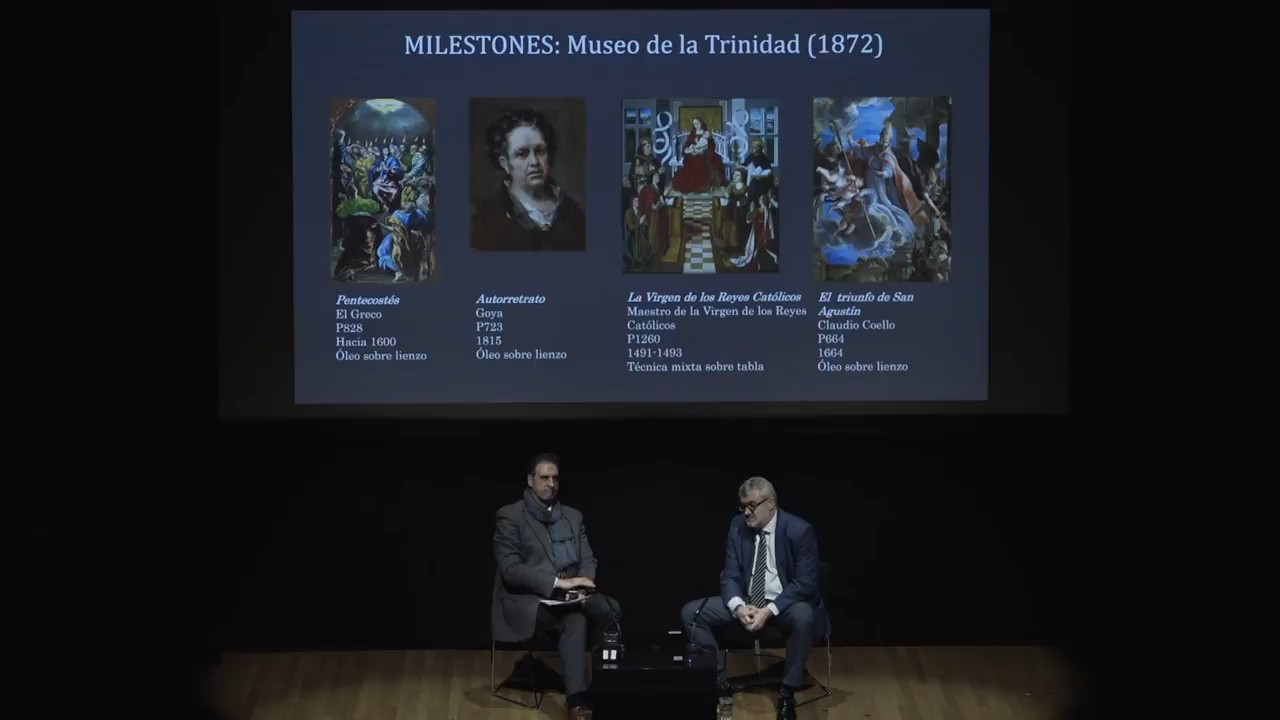 MILESTONES: Museo de la Trinidad (1872)
Pentecostés
El Greco
P828
Hacia 1600
Óleo sobre lienzo
Autorretrato
Goya
P723
1815
Óleo sobre lienzo
La Virgen de los Reyes Católicos
Maestro de la Virgen de los Reyes
Católicos
P1260
1491-1493
Técnica mixta sobre tabla
El triunfo de San
Agustín
Claudio Coello
P664
1664
Óleo sobre lienzo